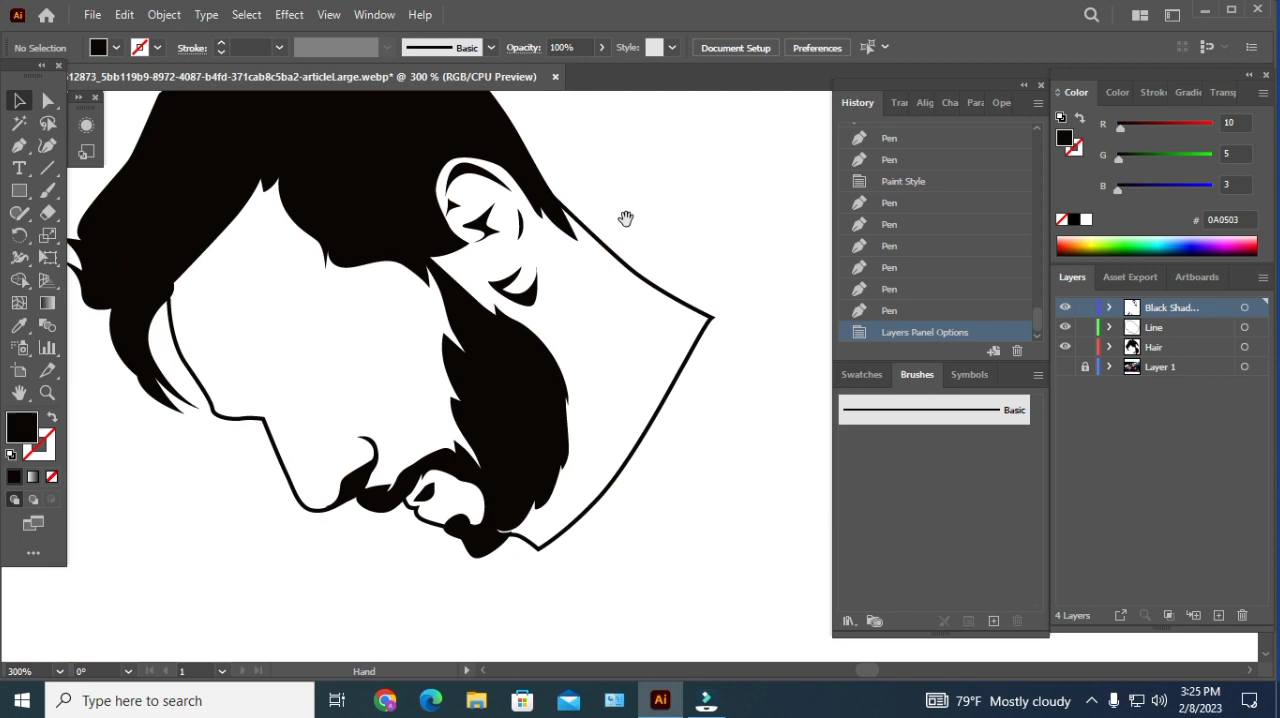 Ai File Edit Object Type Select Effect View Window Help
No Selection Stroke: Basic Opacity: 100% Style: Document Setup Preferences
12873_5bb119b9-8972-4087-b4fd-371cab8c5ba2-articleLarge.webp* @ 300 % (RGB/CPU Preview)
History Tra Alig Cha Para Ope
Pen
Pen
Paint Style
Pen
Pen
Pen
Pen
Pen
Pen
Layers Panel Options
Swatches Brushes Symbols
Basic
Color Color Strok Gradi Transp
R 10
G 5
B 3
# 0A0503
Layers Asset Export Artboards
Black Shad...
Line
Hair
Layer 1
4 Layers
300% 0° 1 Hand
Type here to search
Ai
79°F Mostly cloudy
3:25 PM
2/8/2023